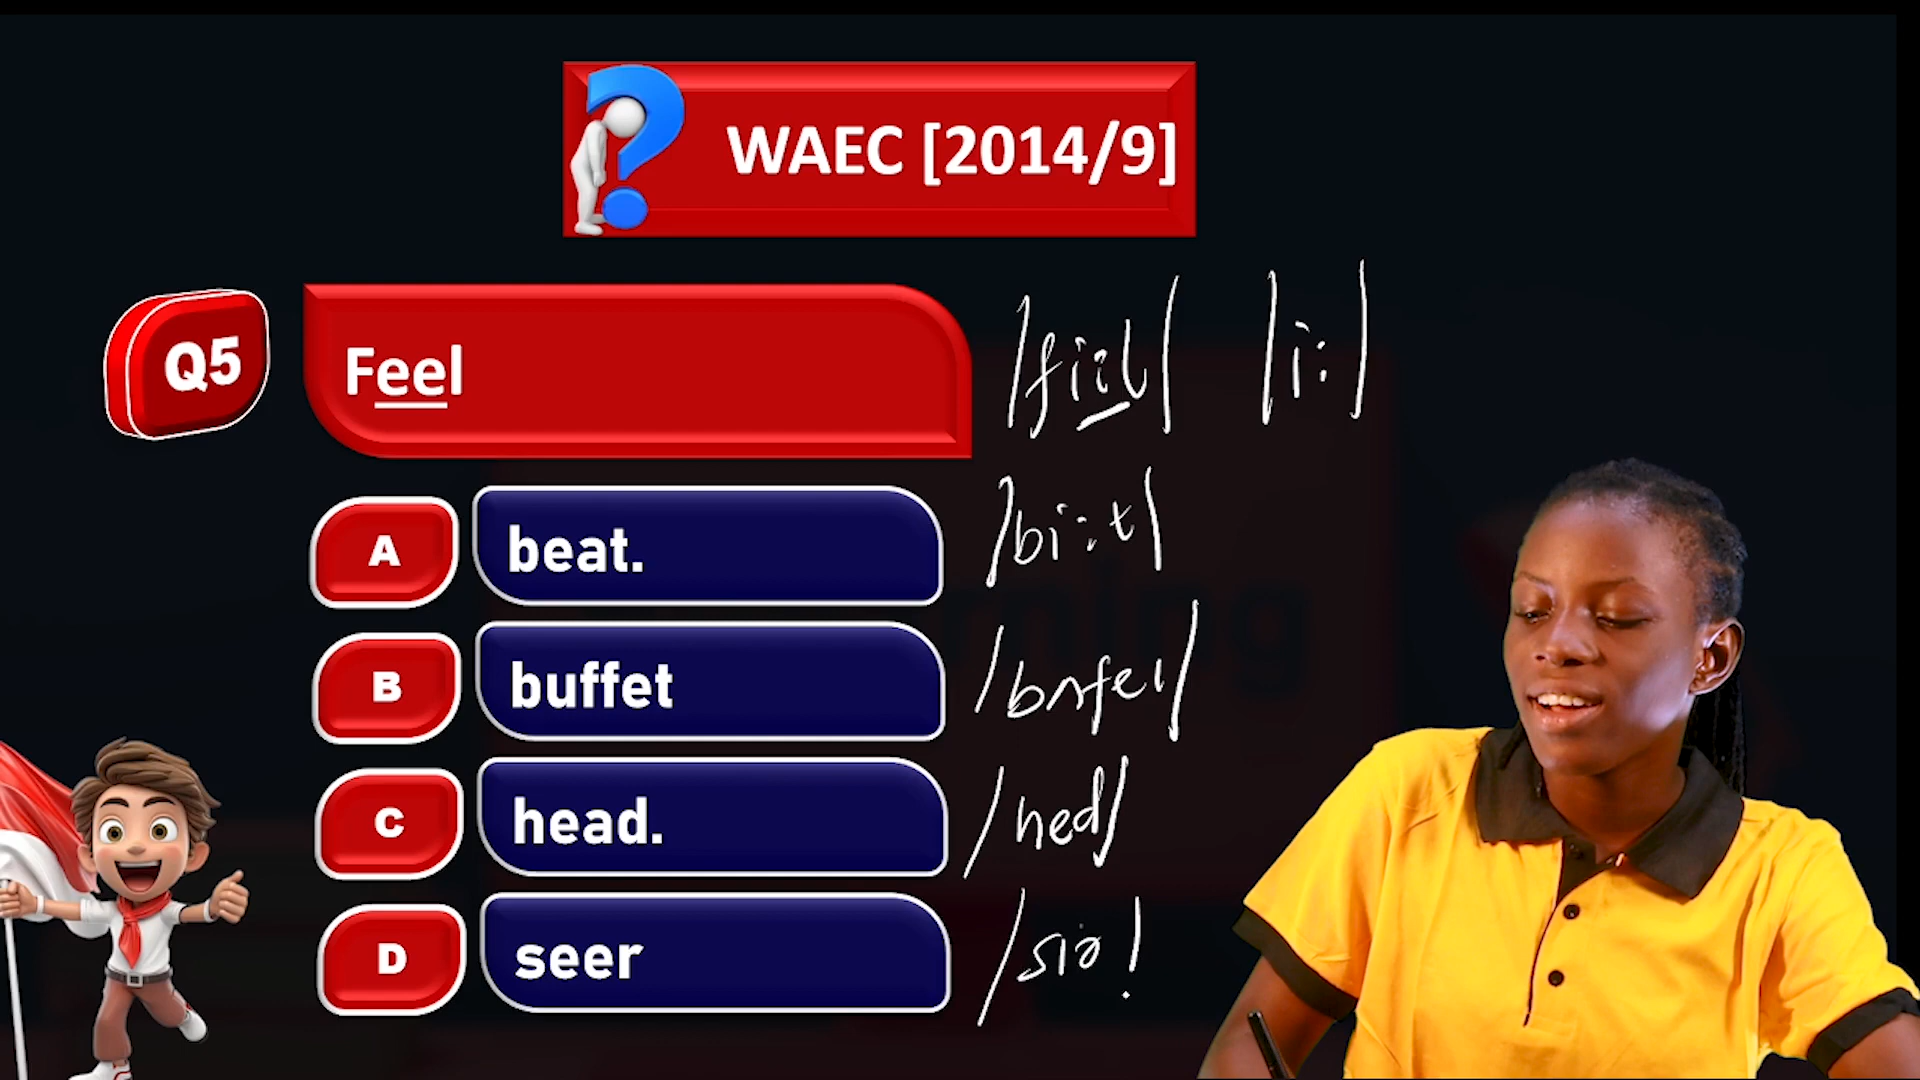 WAEC [2014/9]
Q5
Feel /fi:l/ /i:/
A beat. /bi:t/
B buffet /bʌfeɪ/
C head. /hed/
D seer /sɪə/